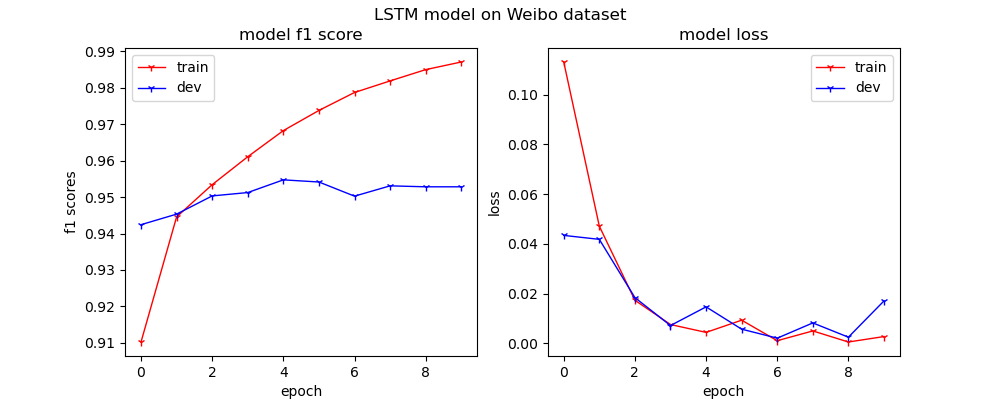 LSTM model on Weibo dataset
model f1 score
0.99
0.98
0.97
0.96
0.95
0.94
0.93
0.92
0.91
f1 scores
train
dev
0 2 4 6 8
epoch
model loss
0.10
0.08
0.06
0.04
0.02
0.00
loss
train
dev
0 2 4 6 8
epoch